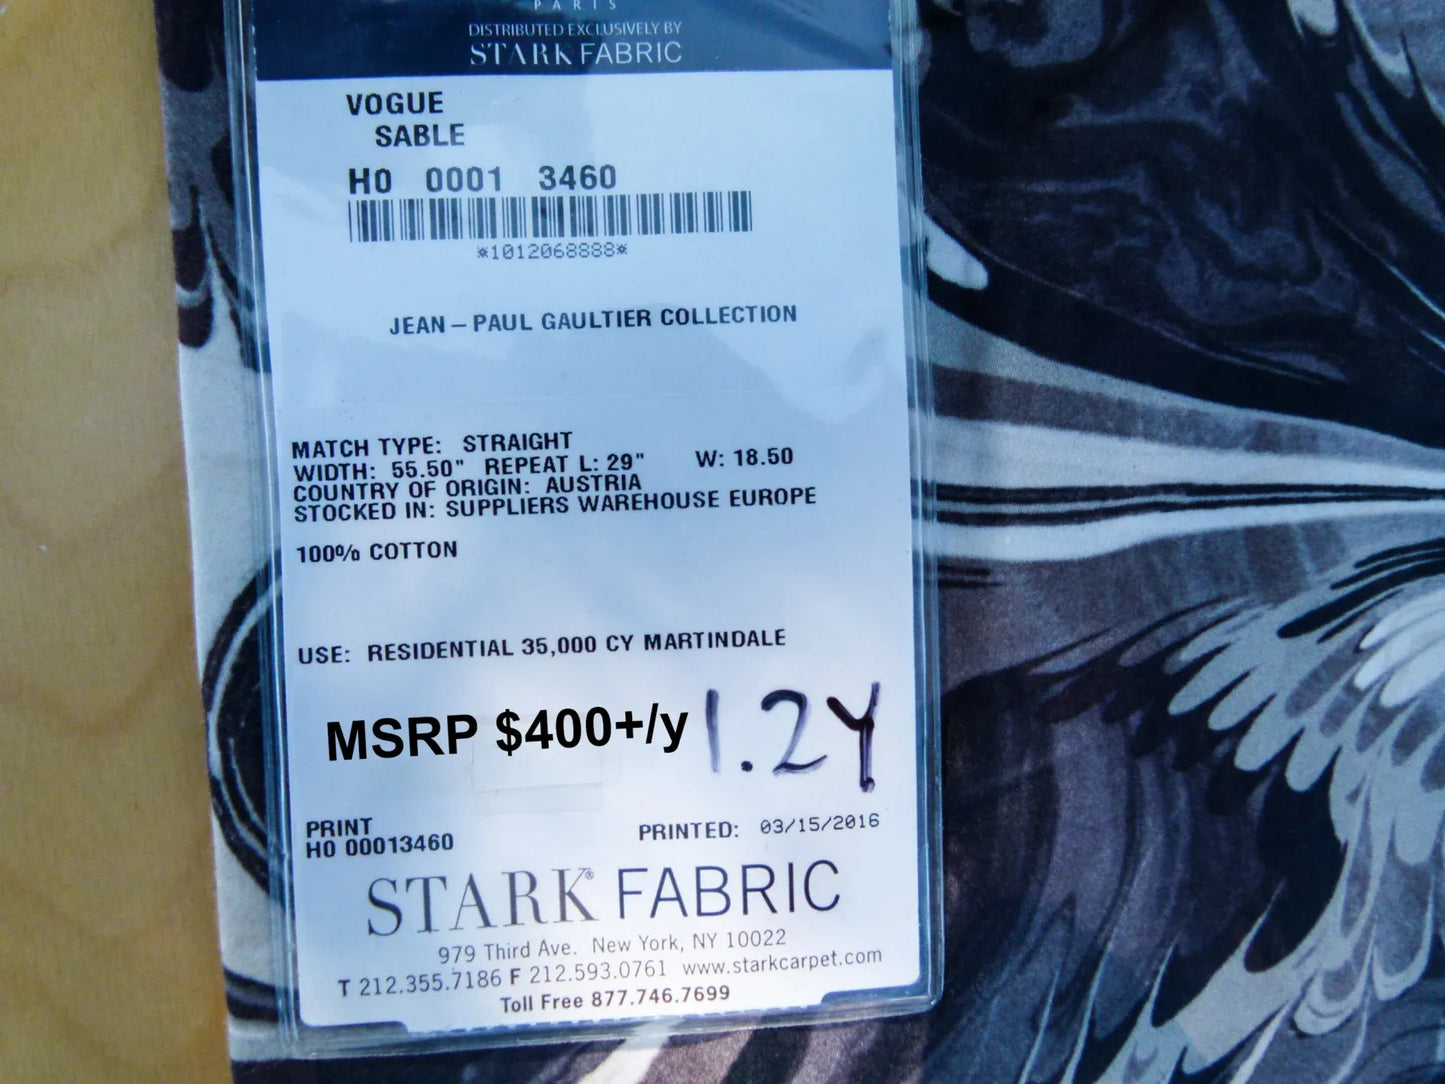 PARIS
DISTRIBUTED EXCLUSIVELY BY
STARK FABRIC
VOGUE
SABLE
HO 0001 3460
*1012068888*
JEAN-PAUL GAULTIER COLLECTION
MATCH TYPE: STRAIGHT
WIDTH: 55.50" REPEAT L: 29" W: 18.50
COUNTRY OF ORIGIN: AUSTRIA
STOCKED IN: SUPPLIERS WAREHOUSE EUROPE
100% COTTON
USE: RESIDENTIAL 35,000 CY MARTINDALE
MSRP $400+/y 1.2Y
PRINT
HO 00013460
PRINTED: 03/15/2016
STARK® FABRIC
979 Third Ave. New York, NY 10022
T 212.355.7186 F 212.593.0761 www.starkcarpet.com
Toll Free 877.746.7699